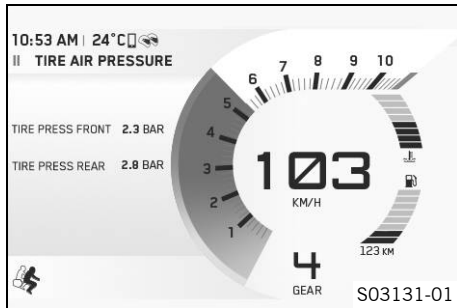 10:53 AM | 24°C
II TIRE AIR PRESSURE
TIRE PRESS FRONT 2.3 BAR
TIRE PRESS REAR 2.8 BAR
1
2
3
4
5
6
7
8
9
10
103
KM/H
123 KM
4
GEAR
S03131-01